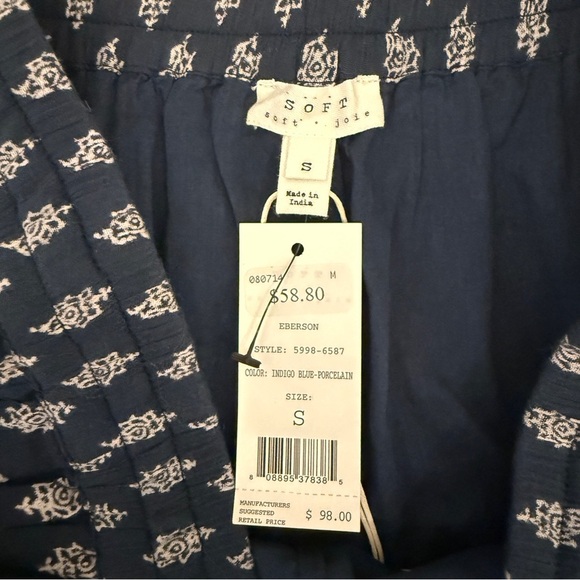 SOFT
soft · joie
S
Made in
India
080714 M
$58.80
EBERSON
STYLE: 5998-6587
COLOR: INDIGO BLUE-PORCELAIN
SIZE:
S
6 08895 37838 5
MANUFACTURERS
SUGGESTED
RETAIL PRICE $ 98.00